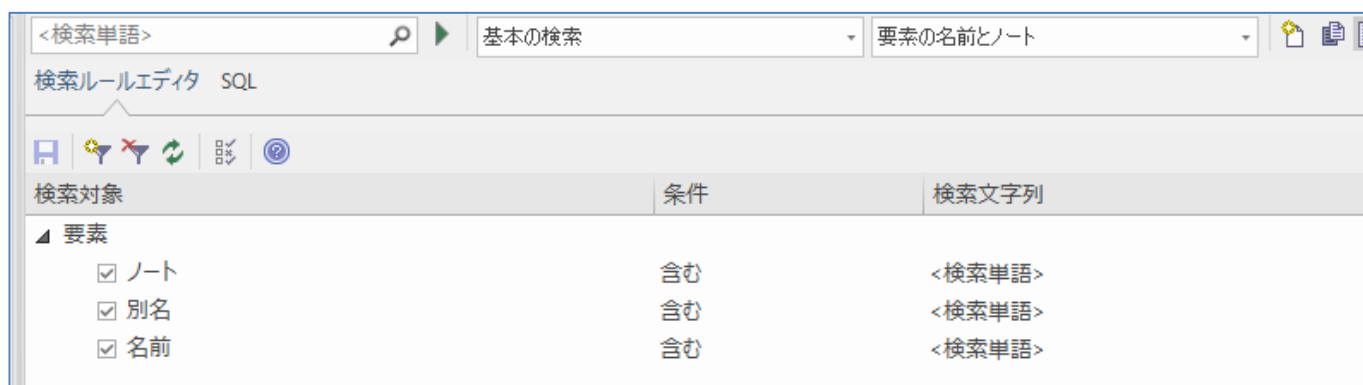 <検索単語> 基本の検索 要素の名前とノート
検索ルールエディタ SQL
検索対象 条件 検索文字列
要素
ノート 含む <検索単語>
別名 含む <検索単語>
名前 含む <検索単語>